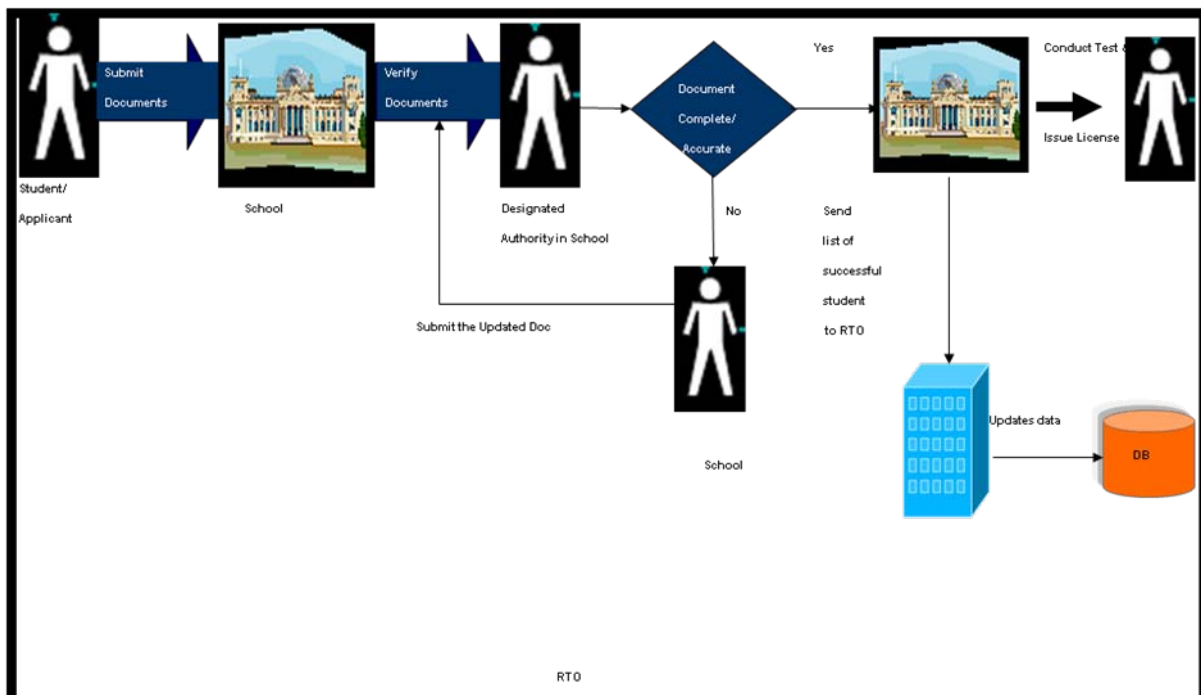 Submit
Documents
Student/
Applicant
School
Verify
Documents
Designated
Authority in School
Document
Complete/
Accurate
Yes
No
Submit the Updated Doc
School
Send
list of
successful
student
to RTO
Conduct Test &
Issue License
Updates data
DB
RTO